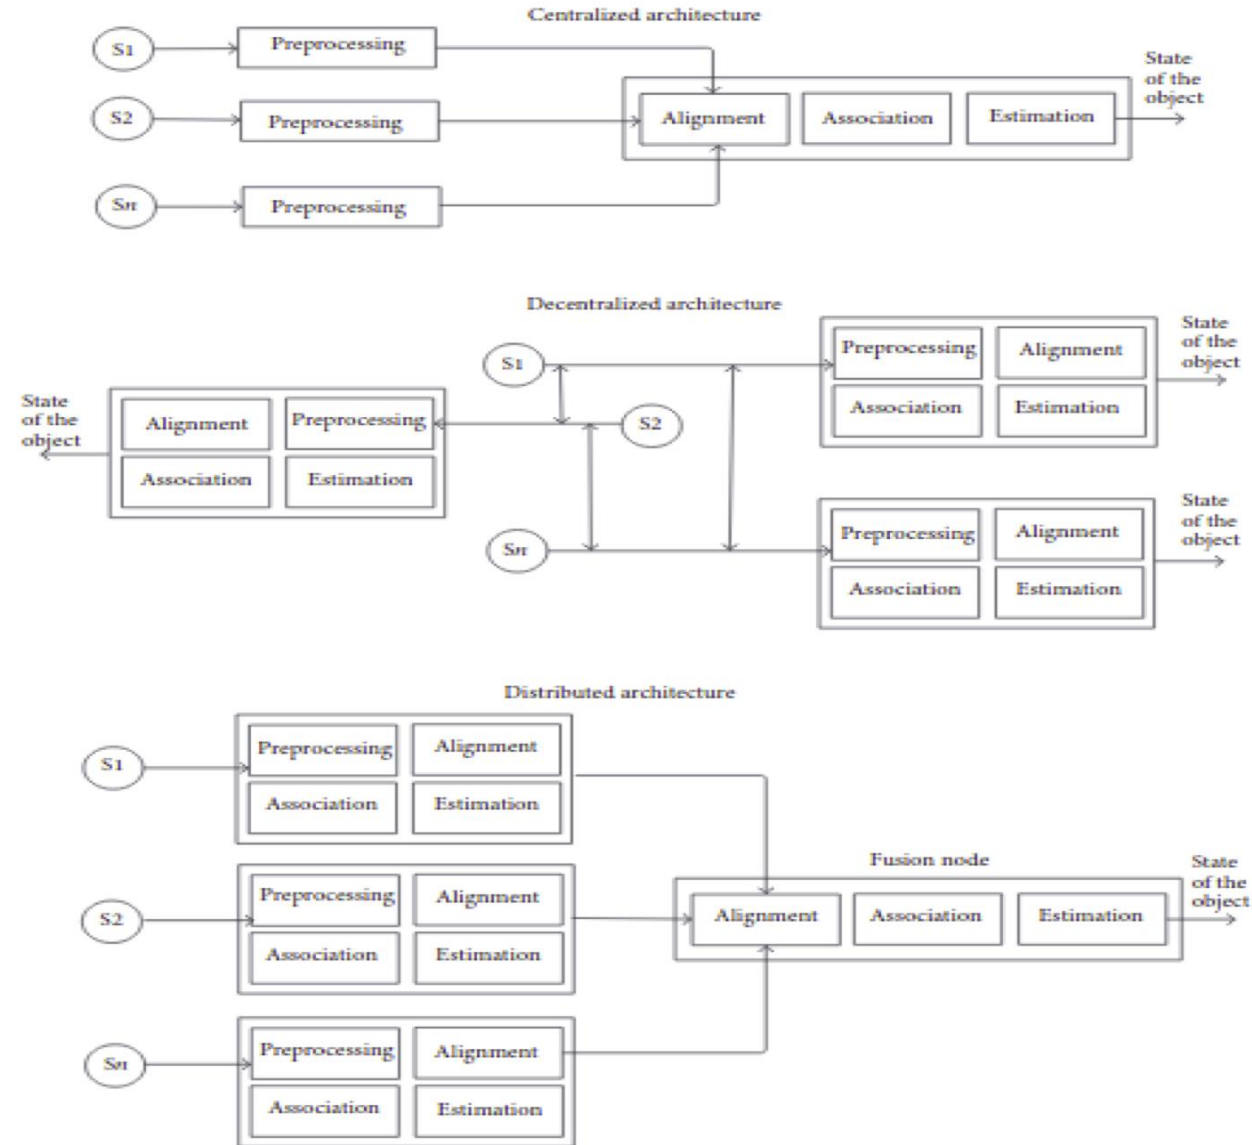 Centralized architecture
S1
Preprocessing
S2
Preprocessing
Sn
Preprocessing
Alignment
Association
Estimation
State
of the
object
Decentralized architecture
State
of the
object
Alignment
Preprocessing
Association
Estimation
S1
S2
Sn
Preprocessing
Alignment
Association
Estimation
State
of the
object
Preprocessing
Alignment
Association
Estimation
State
of the
object
Distributed architecture
S1
Preprocessing
Alignment
Association
Estimation
S2
Preprocessing
Alignment
Association
Estimation
Sn
Preprocessing
Alignment
Association
Estimation
Fusion node
Alignment
Association
Estimation
State
of the
object